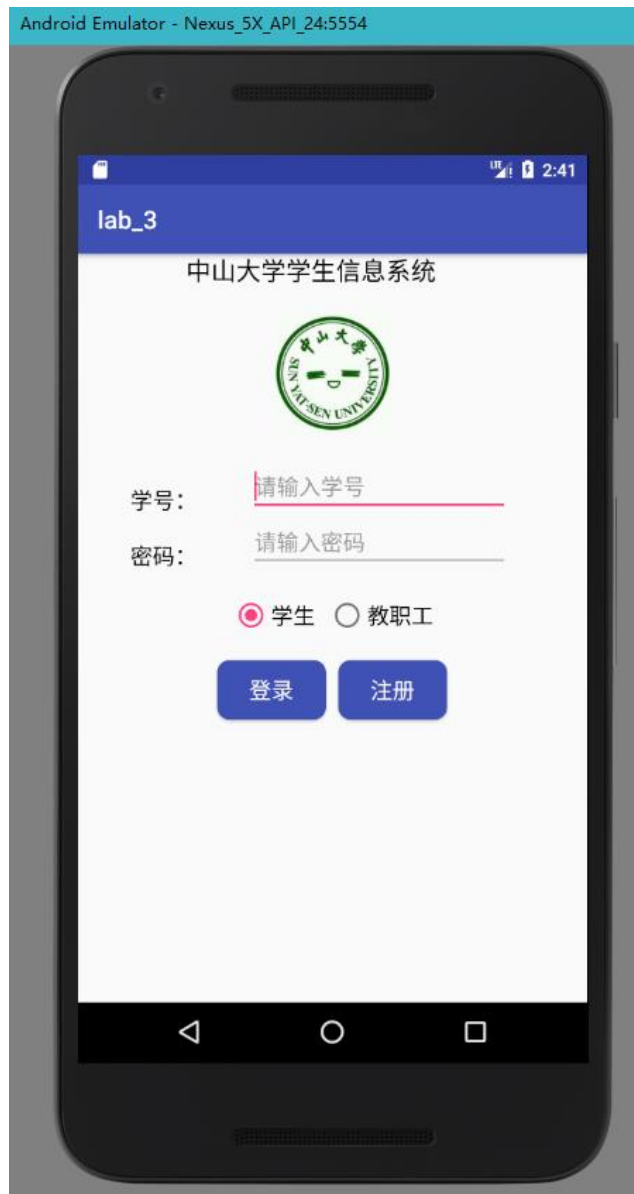 Android Emulator - Nexus_5X_API_24:5554
LTE 2:41
lab_3
中山大学学生信息系统
中山大学
SUN YAT-SEN UNIVERSITY
学号： 请输入学号
密码： 请输入密码
学生 教职工
登录 注册